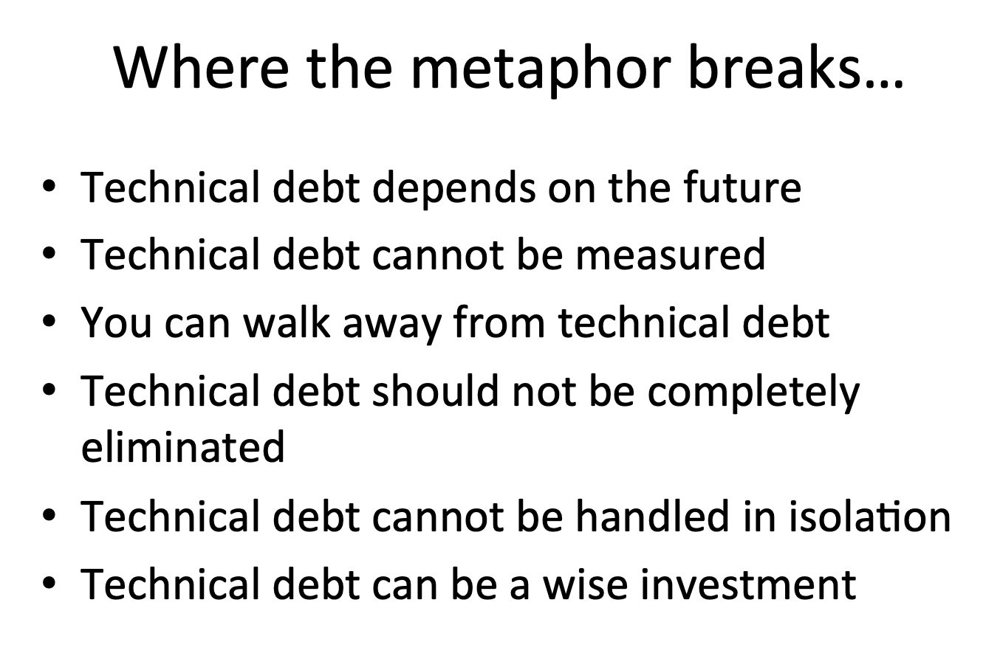 Where the metaphor breaks…
• Technical debt depends on the future
• Technical debt cannot be measured
• You can walk away from technical debt
• Technical debt should not be completely
eliminated
• Technical debt cannot be handled in isolation
• Technical debt can be a wise investment